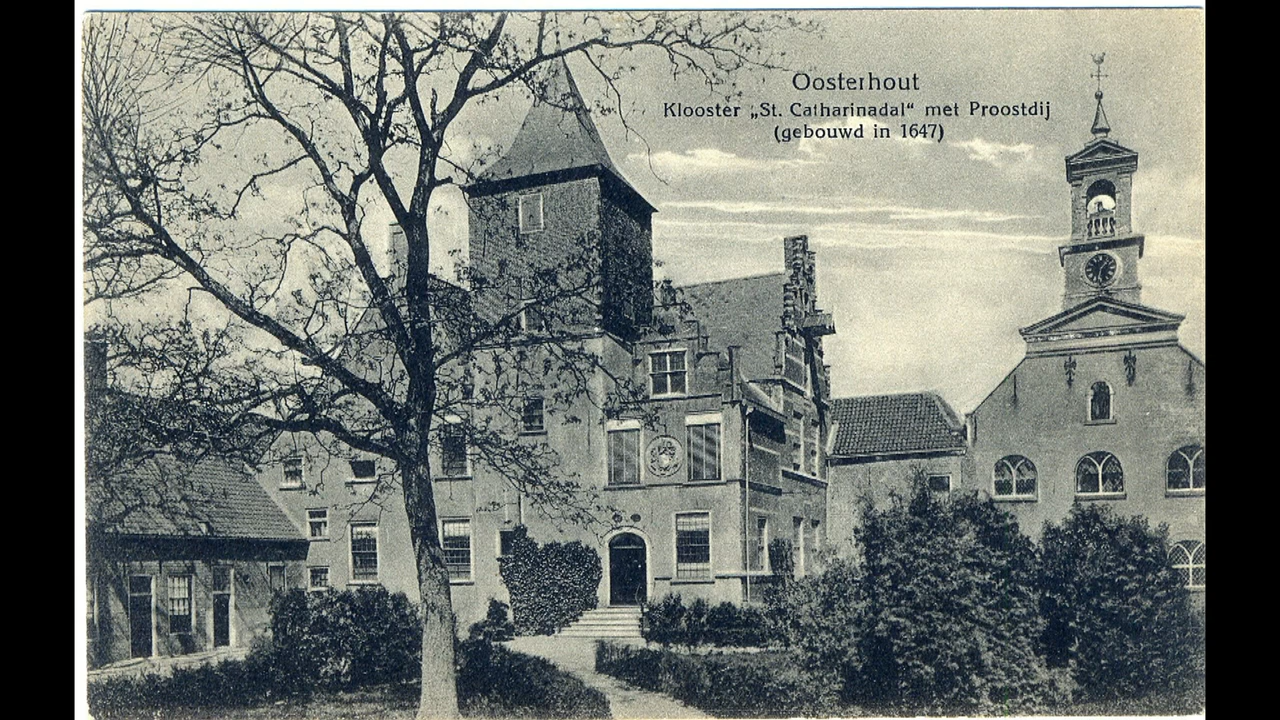 Oosterhout
Klooster „St. Catharinadal“ met Proostdij
(gebouwd in 1647)